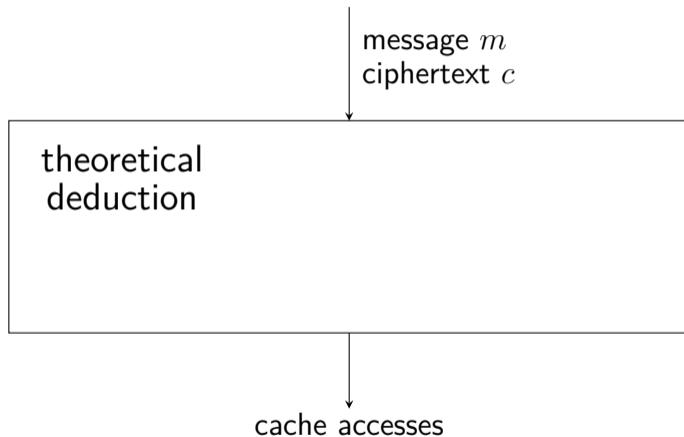 message m
ciphertext c
theoretical
deduction
cache accesses